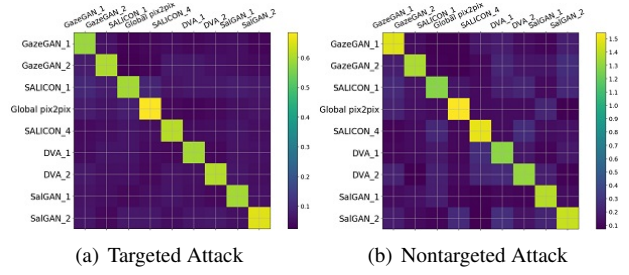 GazeGAN_1 GazeGAN_2 SALICON_1 Global pix2pix SALICON_4 DVA_1 DVA_2 SalGAN_1 SalGAN_2
GazeGAN_1
GazeGAN_2
SALICON_1
Global pix2pix
SALICON_4
DVA_1
DVA_2
SalGAN_1
SalGAN_2
0.6
0.5
0.4
0.3
0.2
0.1
(a) Targeted Attack
GazeGAN_1 GazeGAN_2 SALICON_1 Global pix2pix SALICON_4 DVA_1 DVA_2 SalGAN_1 SalGAN_2
GazeGAN_1
GazeGAN_2
SALICON_1
Global pix2pix
SALICON_4
DVA_1
DVA_2
SalGAN_1
SalGAN_2
1.5
1.4
1.3
1.2
1.1
1.0
0.9
0.8
0.7
0.6
0.5
0.4
0.3
0.2
0.1
(b) Nontargeted Attack